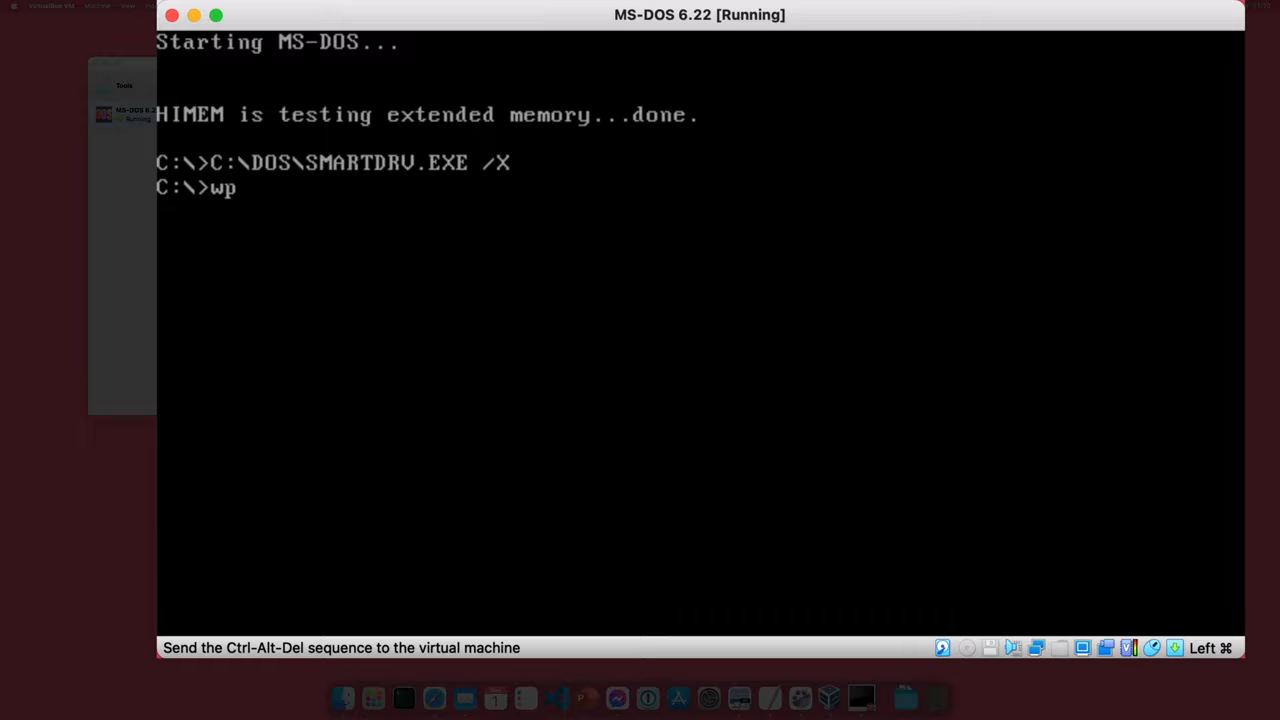 MS-DOS 6.22 [Running]
Tools
MS-DOS 6.2
Running
Starting MS-DOS...
HIMEM is testing extended memory...done.
C:\>C:\DOS\SMARTDRV.EXE /X
C:\>wp
Send the Ctrl-Alt-Del sequence to the virtual machine
Left ⌘